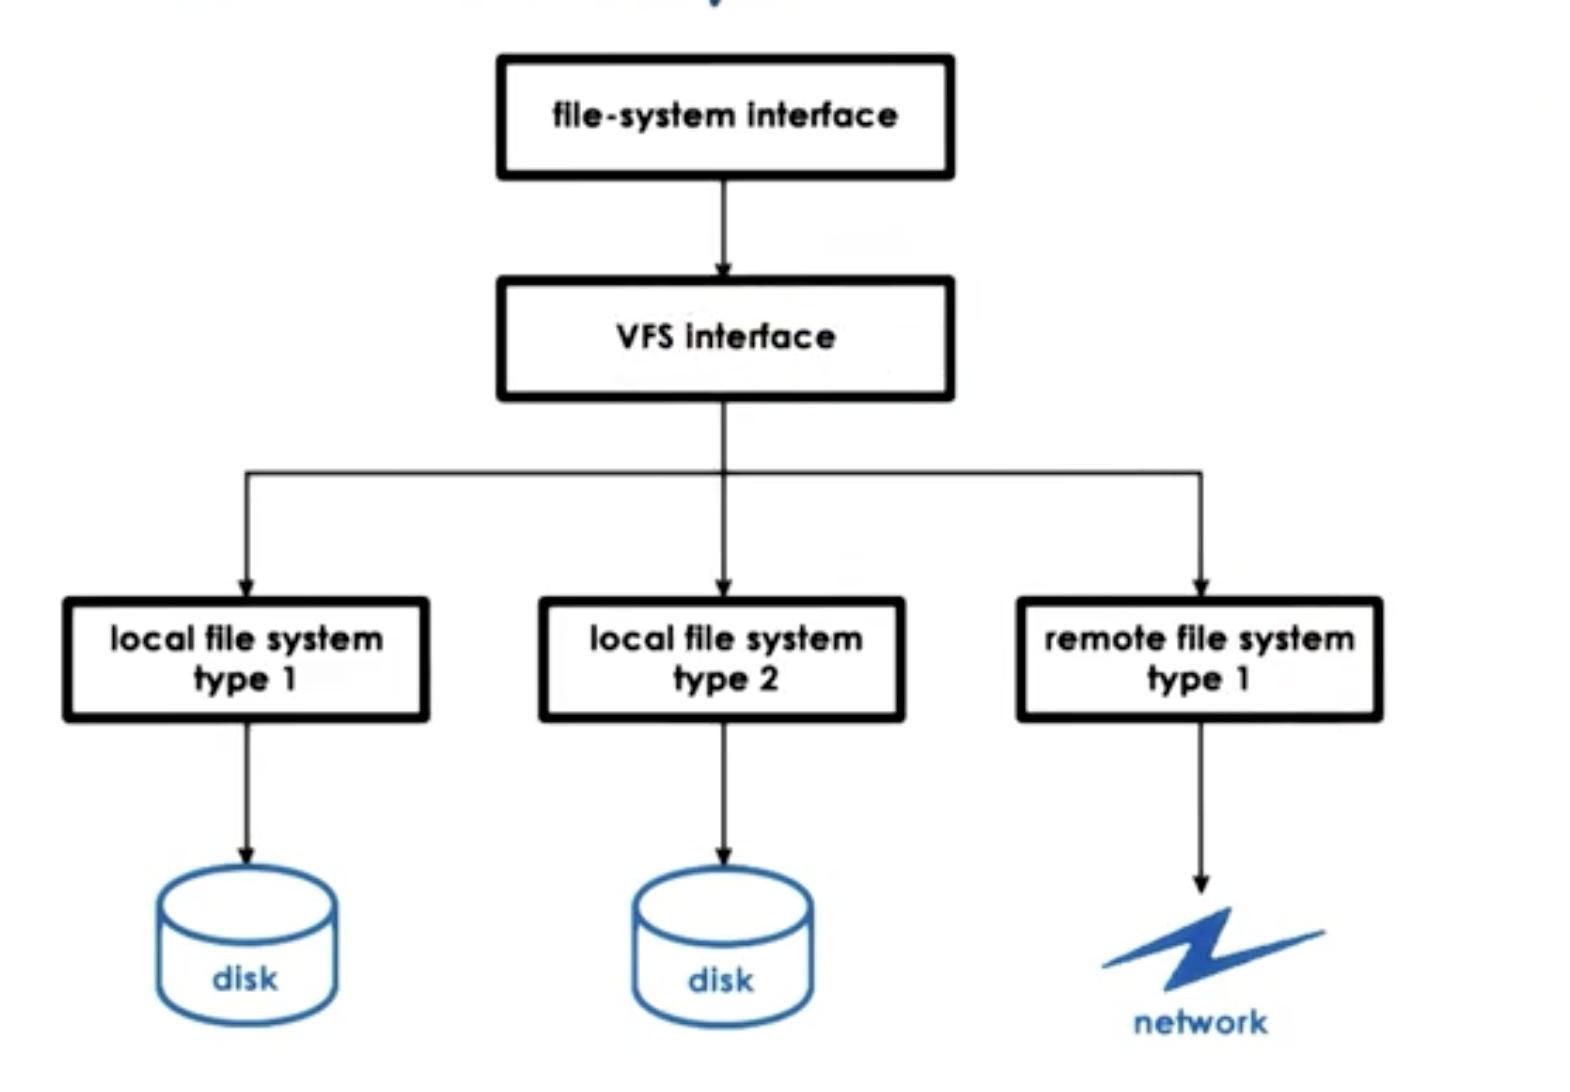 file-system interface
VFS interface
local file system
type 1
local file system
type 2
remote file system
type 1
disk
disk
network